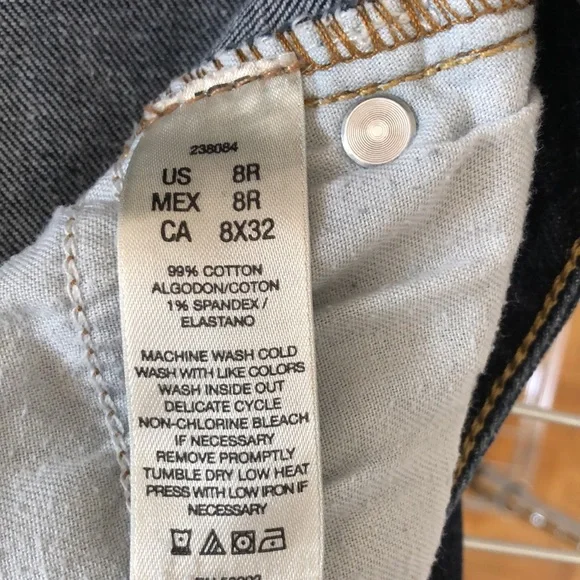 238084
US 8R
MEX 8R
CA 8X32
99% COTTON
ALGODON/COTON
1% SPANDEX/
ELASTANO
MACHINE WASH COLD
WASH WITH LIKE COLORS
WASH INSIDE OUT
DELICATE CYCLE
NON-CHLORINE BLEACH
IF NECESSARY
REMOVE PROMPTLY
TUMBLE DRY LOW HEAT
PRESS WITH LOW IRON IF
NECESSARY